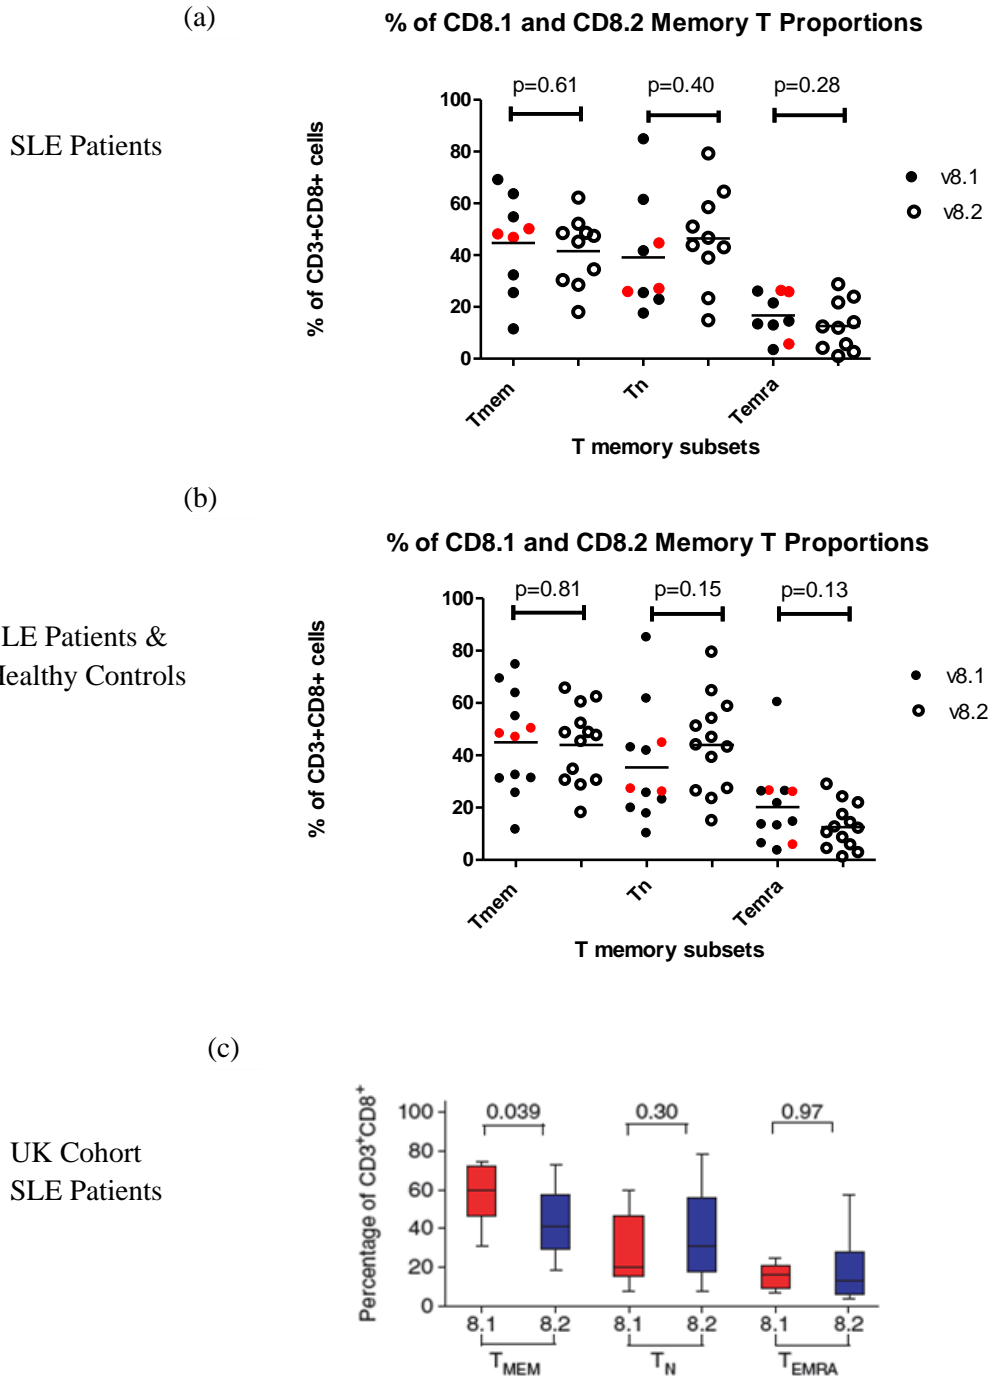 (a)
% of CD8.1 and CD8.2 Memory T Proportions
SLE Patients
% of CD3+CD8+ cells
100
80
60
40
20
0
p=0.61
p=0.40
p=0.28
v8.1
v8.2
Tmem
Tn
Temra
T memory subsets
(b)
% of CD8.1 and CD8.2 Memory T Proportions
LE Patients &
Healthy Controls
% of CD3+CD8+ cells
100
80
60
40
20
0
p=0.81
p=0.15
p=0.13
v8.1
v8.2
Tmem
Tn
Temra
T memory subsets
(c)
UK Cohort
SLE Patients
Percentage of CD3⁺CD8⁺
100
80
60
40
20
0
0.039
0.30
0.97
8.1 8.2 8.1 8.2 8.1 8.2
T_MEM T_N T_EMRA